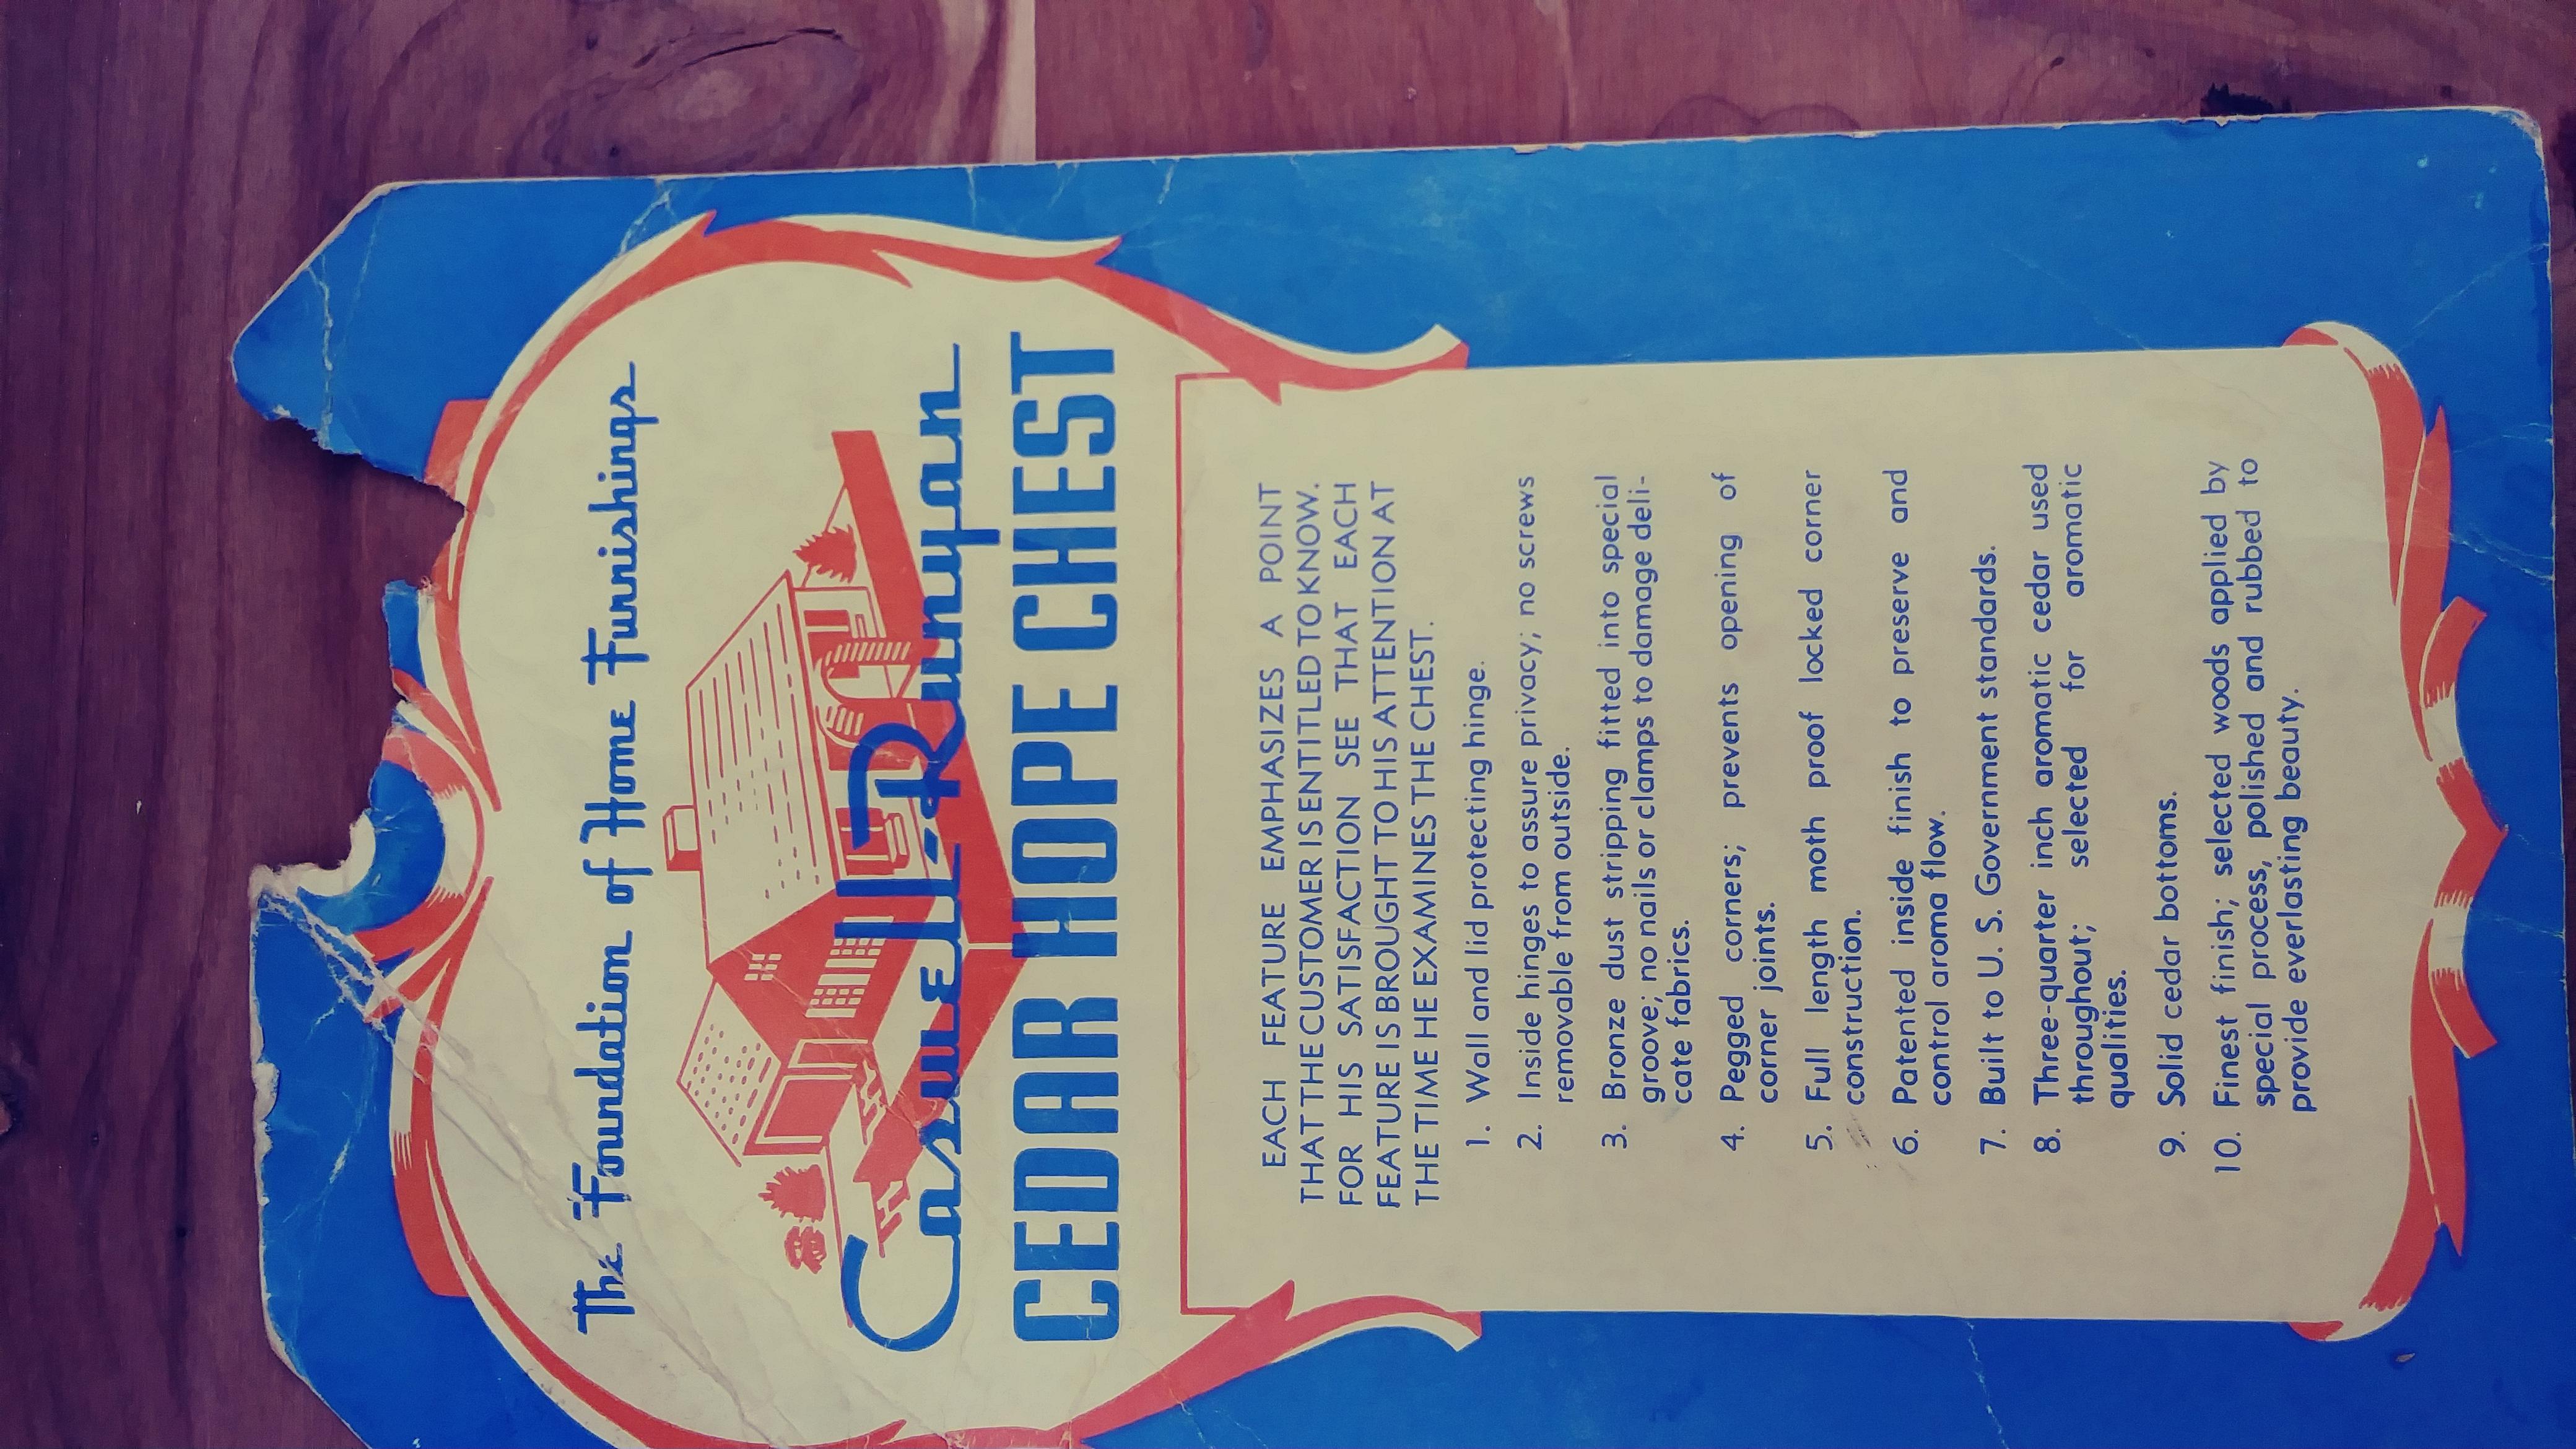 The Foundation of Home Furnishings
Caswell-Runyan
CEDAR HOPE CHEST
EACH FEATURE EMPHASIZES A POINT
THAT THE CUSTOMER IS ENTITLED TO KNOW.
FOR HIS SATISFACTION SEE THAT EACH
FEATURE IS BROUGHT TO HIS ATTENTION AT
THE TIME HE EXAMINES THE CHEST.
1. Wall and lid protecting hinge.
2. Inside hinges to assure privacy; no screws
removable from outside.
3. Bronze dust stripping fitted into special
groove; no nails or clamps to damage deli-
cate fabrics.
4. Pegged corners; prevents opening of
corner joints.
5. Full length moth proof locked corner
construction.
6. Patented inside finish to preserve and
control aroma flow.
7. Built to U. S. Government standards.
8. Three-quarter inch aromatic cedar used
throughout; selected for aromatic
qualities.
9. Solid cedar bottoms.
10. Finest finish; selected woods applied by
special process, polished and rubbed to
provide everlasting beauty.